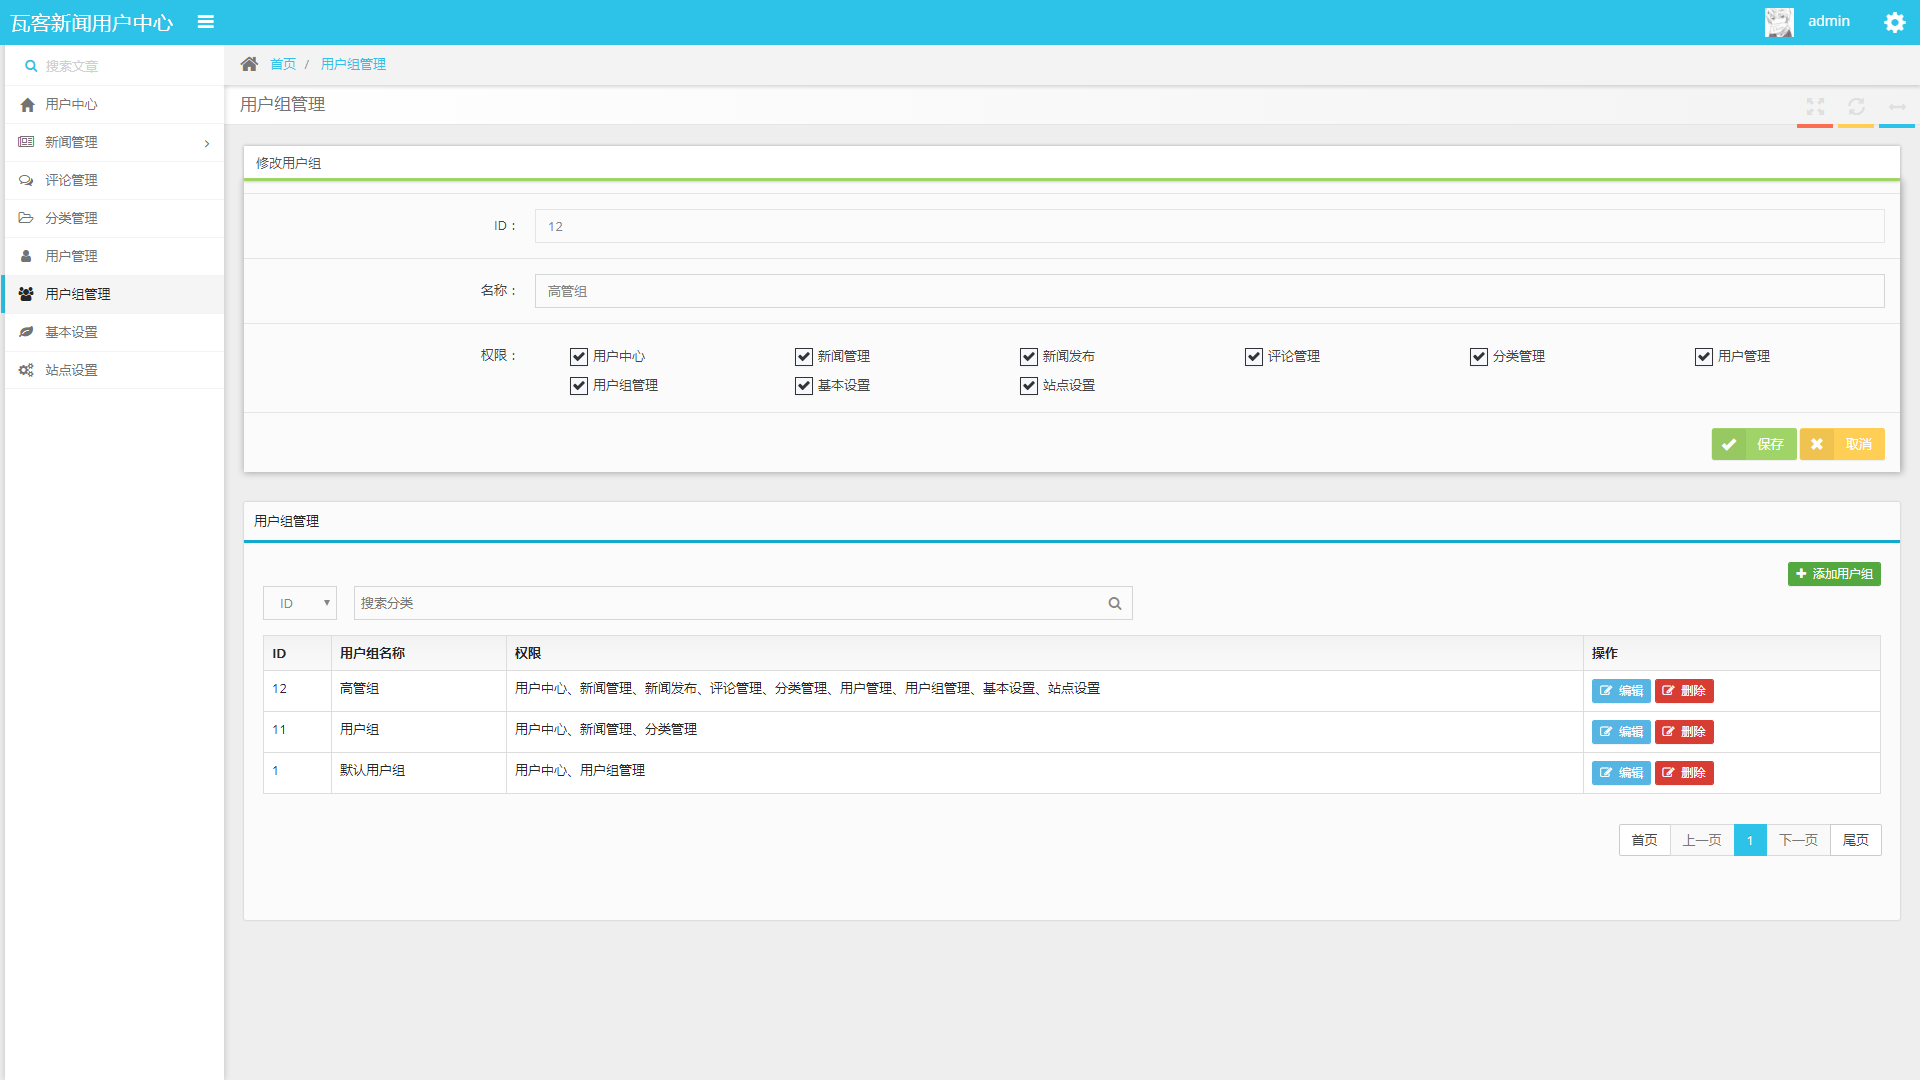 瓦客新闻用户中心
admin
搜索文章
用户中心
新闻管理
评论管理
分类管理
用户管理
用户组管理
基本设置
站点设置
首页 / 用户组管理
用户组管理
修改用户组
ID： 12
名称： 高管组
权限： 用户中心 新闻管理 新闻发布 评论管理 分类管理 用户管理
用户组管理 基本设置 站点设置
保存 取消
用户组管理
添加用户组
ID 搜索分类
ID 用户组名称 权限 操作
12 高管组 用户中心、新闻管理、新闻发布、评论管理、分类管理、用户管理、用户组管理、基本设置、站点设置 编辑 删除
11 用户组 用户中心、新闻管理、分类管理 编辑 删除
1 默认用户组 用户中心、用户组管理 编辑 删除
首页 上一页 1 下一页 尾页